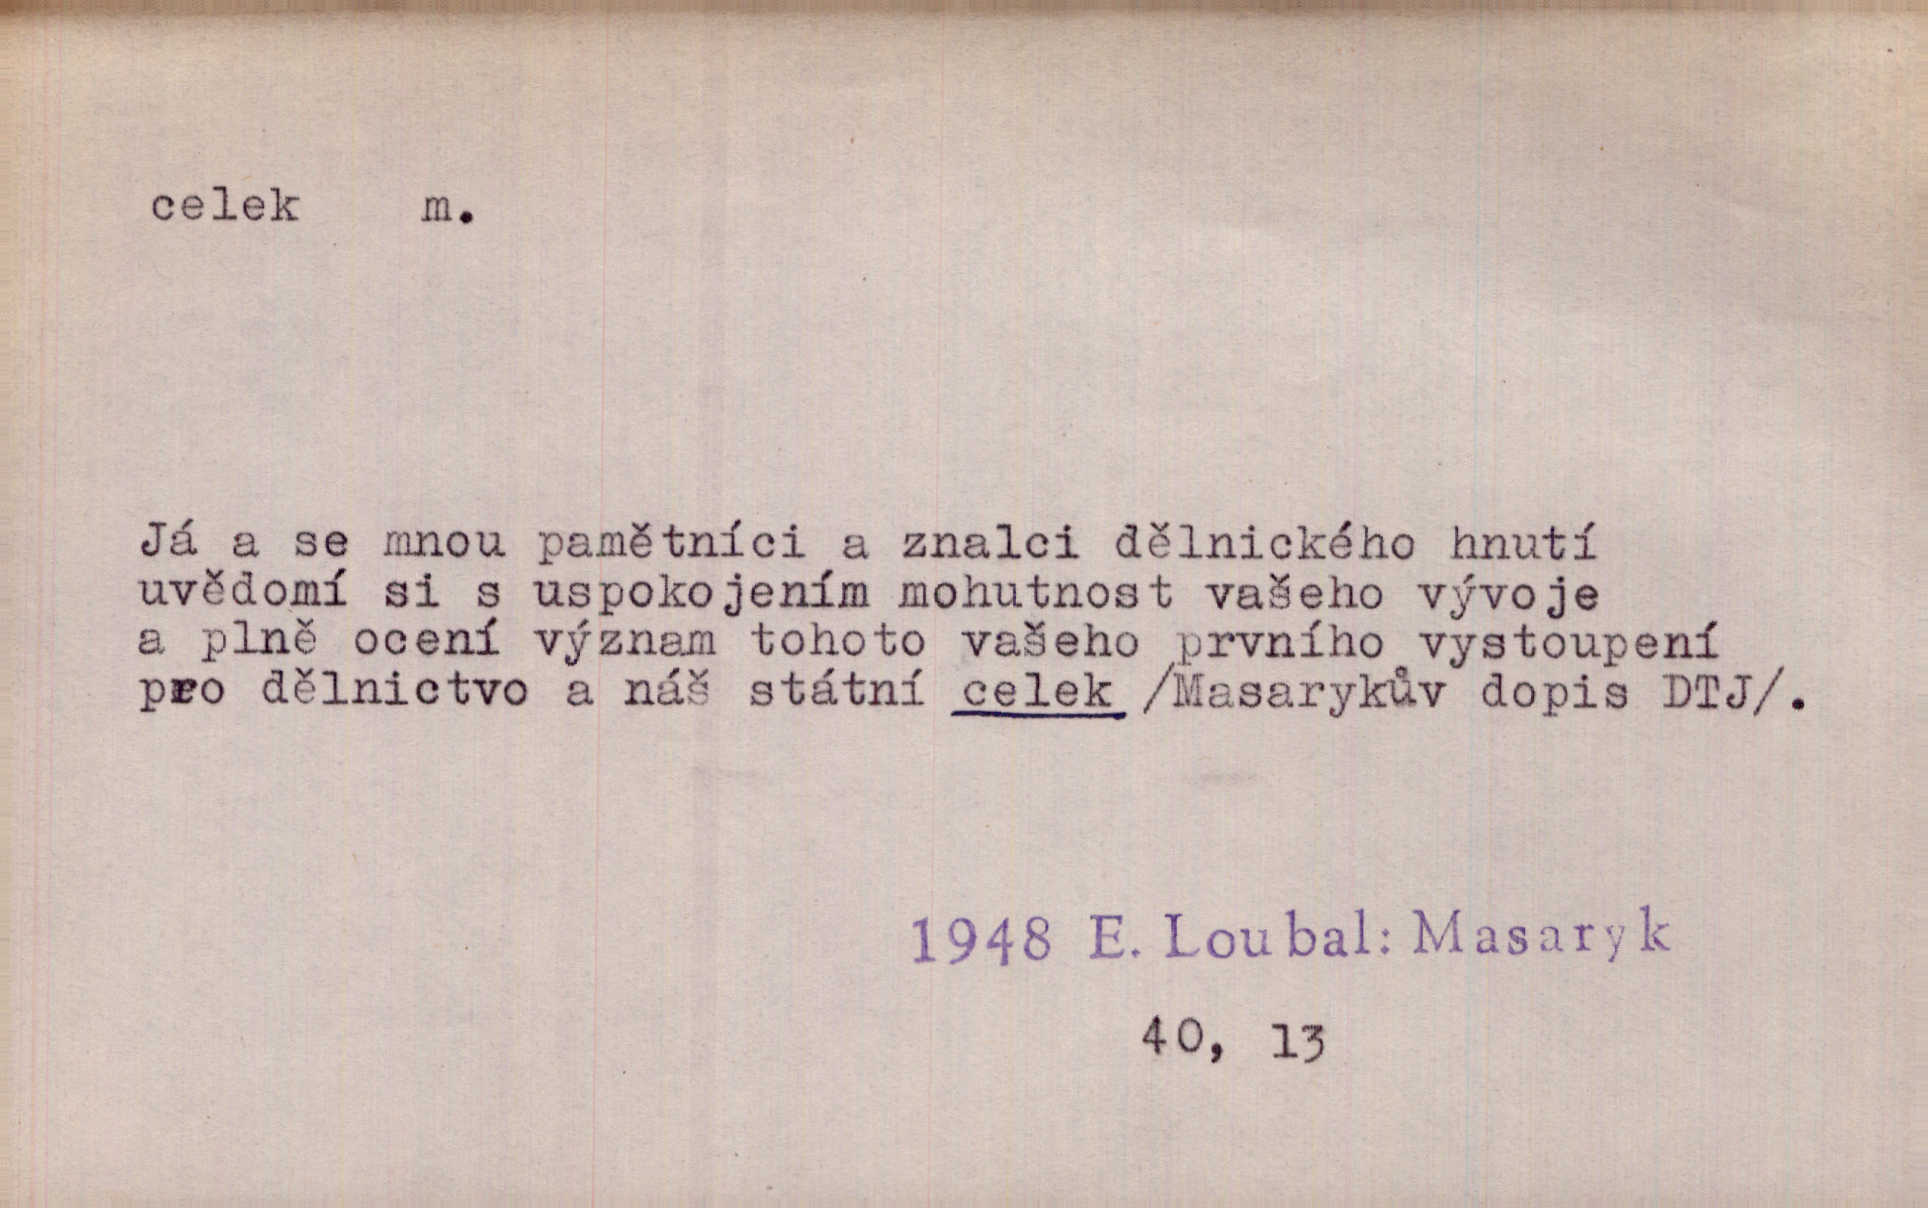 celek m.
Já a se mnou pamětníci a znalci dělnického hnutí
uvědomí si s uspokojením mohutnost vašeho vývoje
a plně ocení význam tohoto vašeho prvního vystoupení
pro dělnictvo a náš státní celek /Masarykův dopis DTJ/.
1948 E. Loubal: Masaryk
40, 13